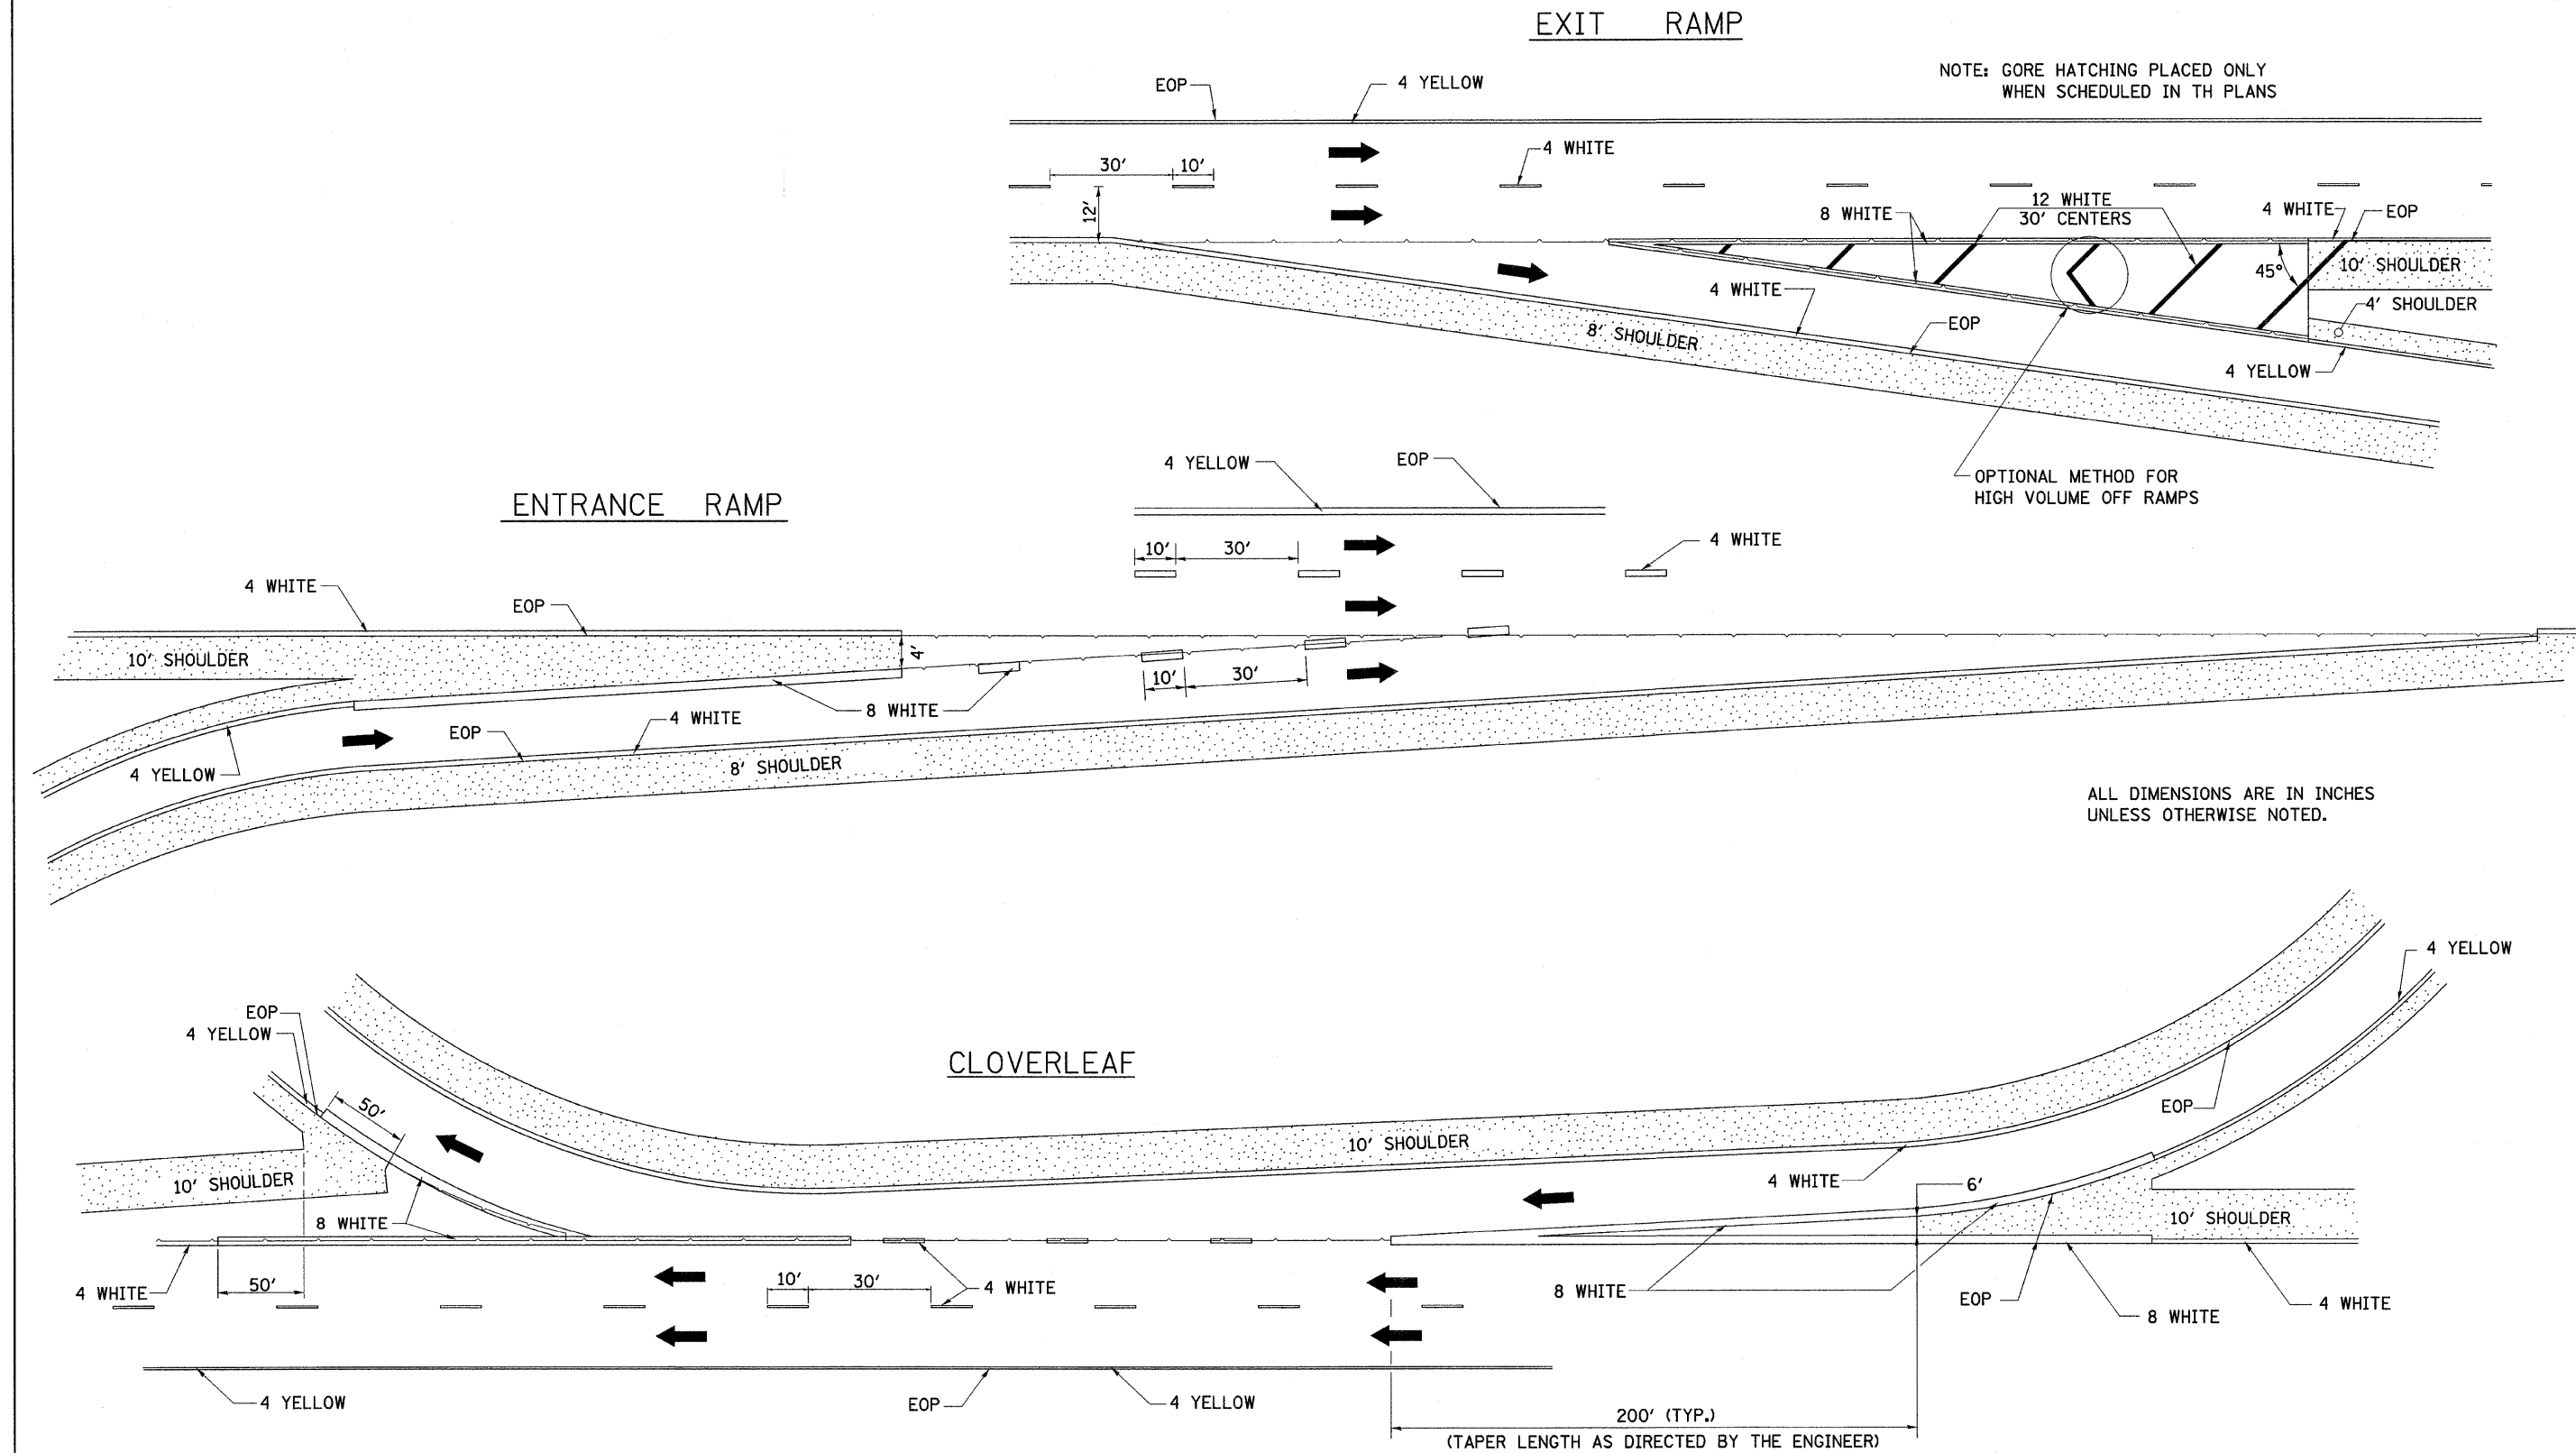 EXIT RAMP
NOTE: GORE HATCHING PLACED ONLY
WHEN SCHEDULED IN TH PLANS
EOP
4 YELLOW
4 WHITE
30'
10'
12'
8 WHITE
12 WHITE
30' CENTERS
4 WHITE
EOP
45°
10' SHOULDER
4' SHOULDER
4 WHITE
EOP
8' SHOULDER
4 YELLOW
OPTIONAL METHOD FOR
HIGH VOLUME OFF RAMPS
ENTRANCE RAMP
4 YELLOW
EOP
10'
30'
4 WHITE
4 WHITE
EOP
10' SHOULDER
4'
10'
30'
8 WHITE
4 WHITE
EOP
4 YELLOW
8' SHOULDER
ALL DIMENSIONS ARE IN INCHES
UNLESS OTHERWISE NOTED.
CLOVERLEAF
4 YELLOW
EOP
4 YELLOW
50'
EOP
10' SHOULDER
10' SHOULDER
4 WHITE
6'
8 WHITE
10' SHOULDER
4 WHITE
50'
10'
30'
4 WHITE
8 WHITE
EOP
8 WHITE
4 WHITE
4 YELLOW
EOP
4 YELLOW
200' (TYP.)
(TAPER LENGTH AS DIRECTED BY THE ENGINEER)